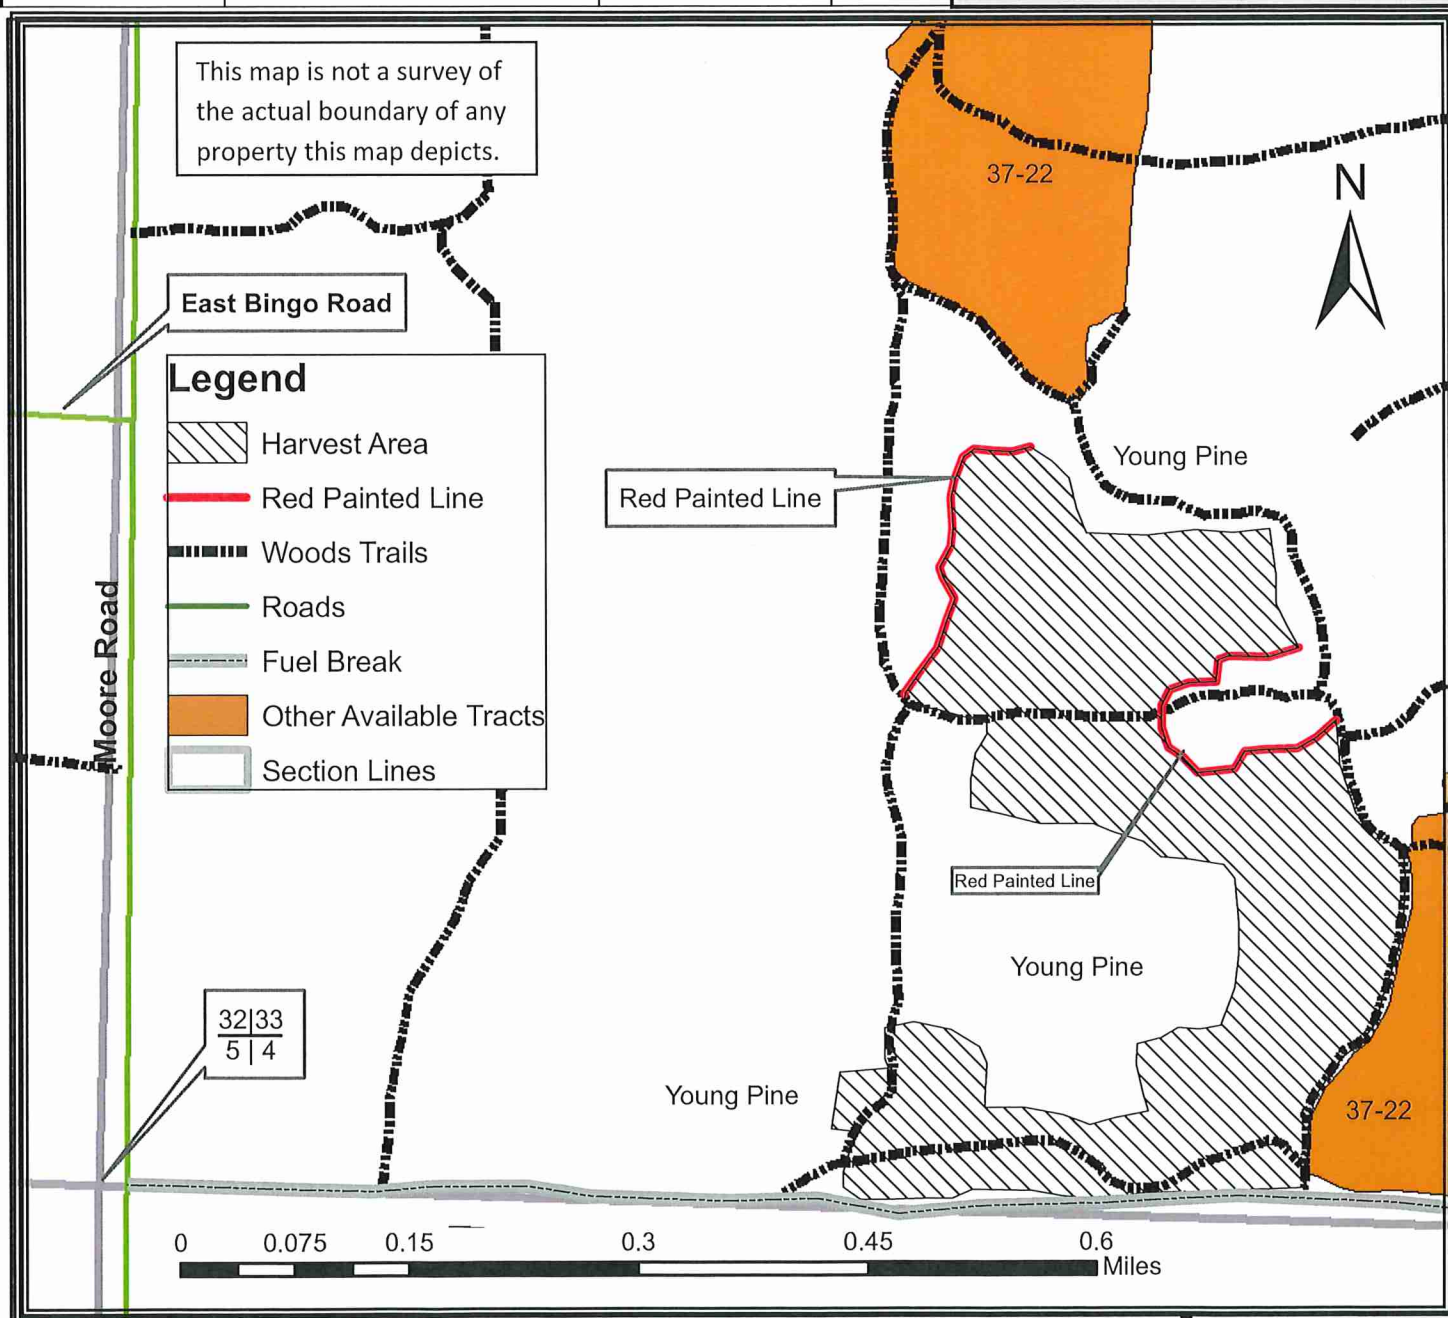 This map is not a survey of
the actual boundary of any
property this map depicts.
37-22
N
East Bingo Road
Legend
Harvest Area
Red Painted Line
Woods Trails
Roads
Fuel Break
Other Available Tracts
Section Lines
Moore Road
Young Pine
Red Painted Line
Red Painted Line
Young Pine
32|33
5|4
Young Pine
37-22
0 0.075 0.15 0.3 0.45 0.6
Miles